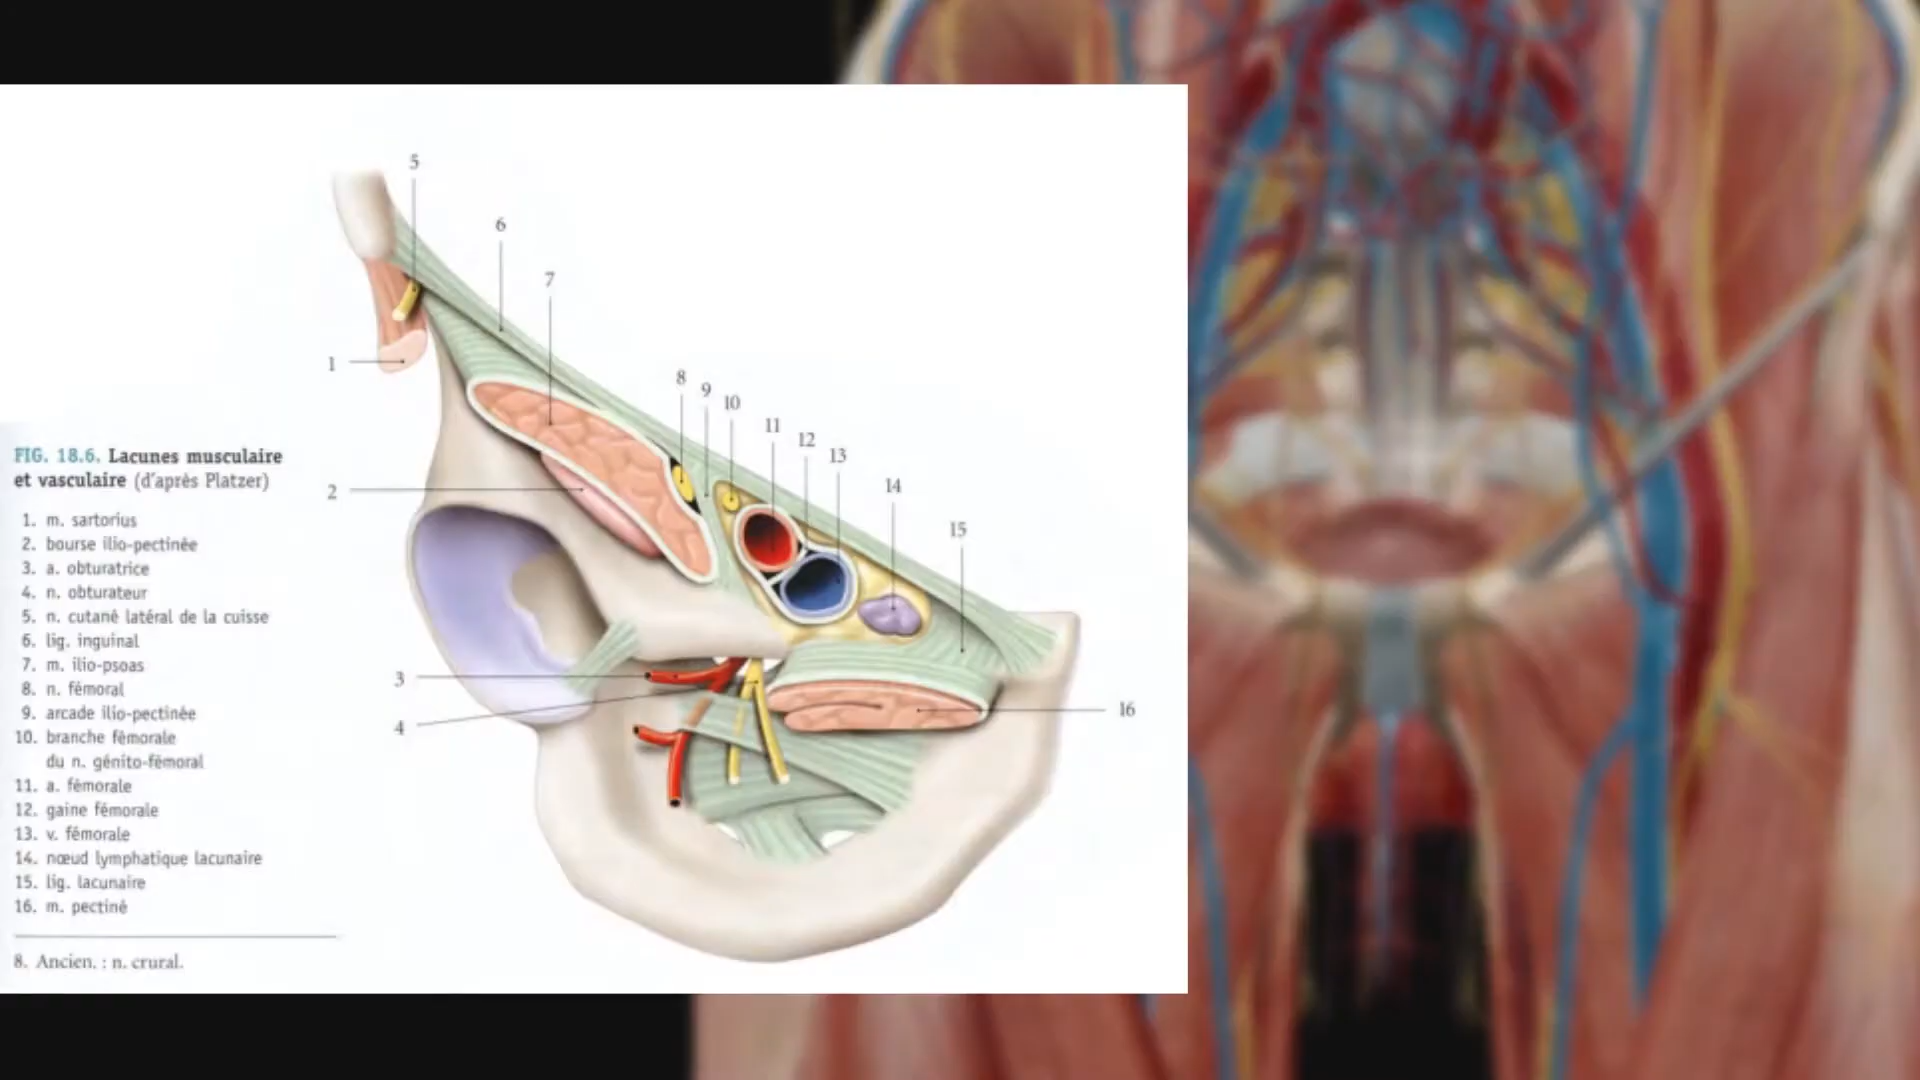 5
6
7
8
9
10
11
12
13
14
15
1
2
3
4
16
FIG. 18.6. Lacunes musculaire
et vasculaire (d'après Platzer)
1. m. sartorius
2. bourse ilio-pectinée
3. a. obturatrice
4. n. obturateur
5. n. cutané latéral de la cuisse
6. lig. inguinal
7. m. ilio-psoas
8. n. fémoral
9. arcade ilio-pectinée
10. branche fémorale
du n. génito-fémoral
11. a. fémorale
12. gaine fémorale
13. v. fémorale
14. nœud lymphatique lacunaire
15. lig. lacunaire
16. m. pectiné
8. Ancien. : n. crural.